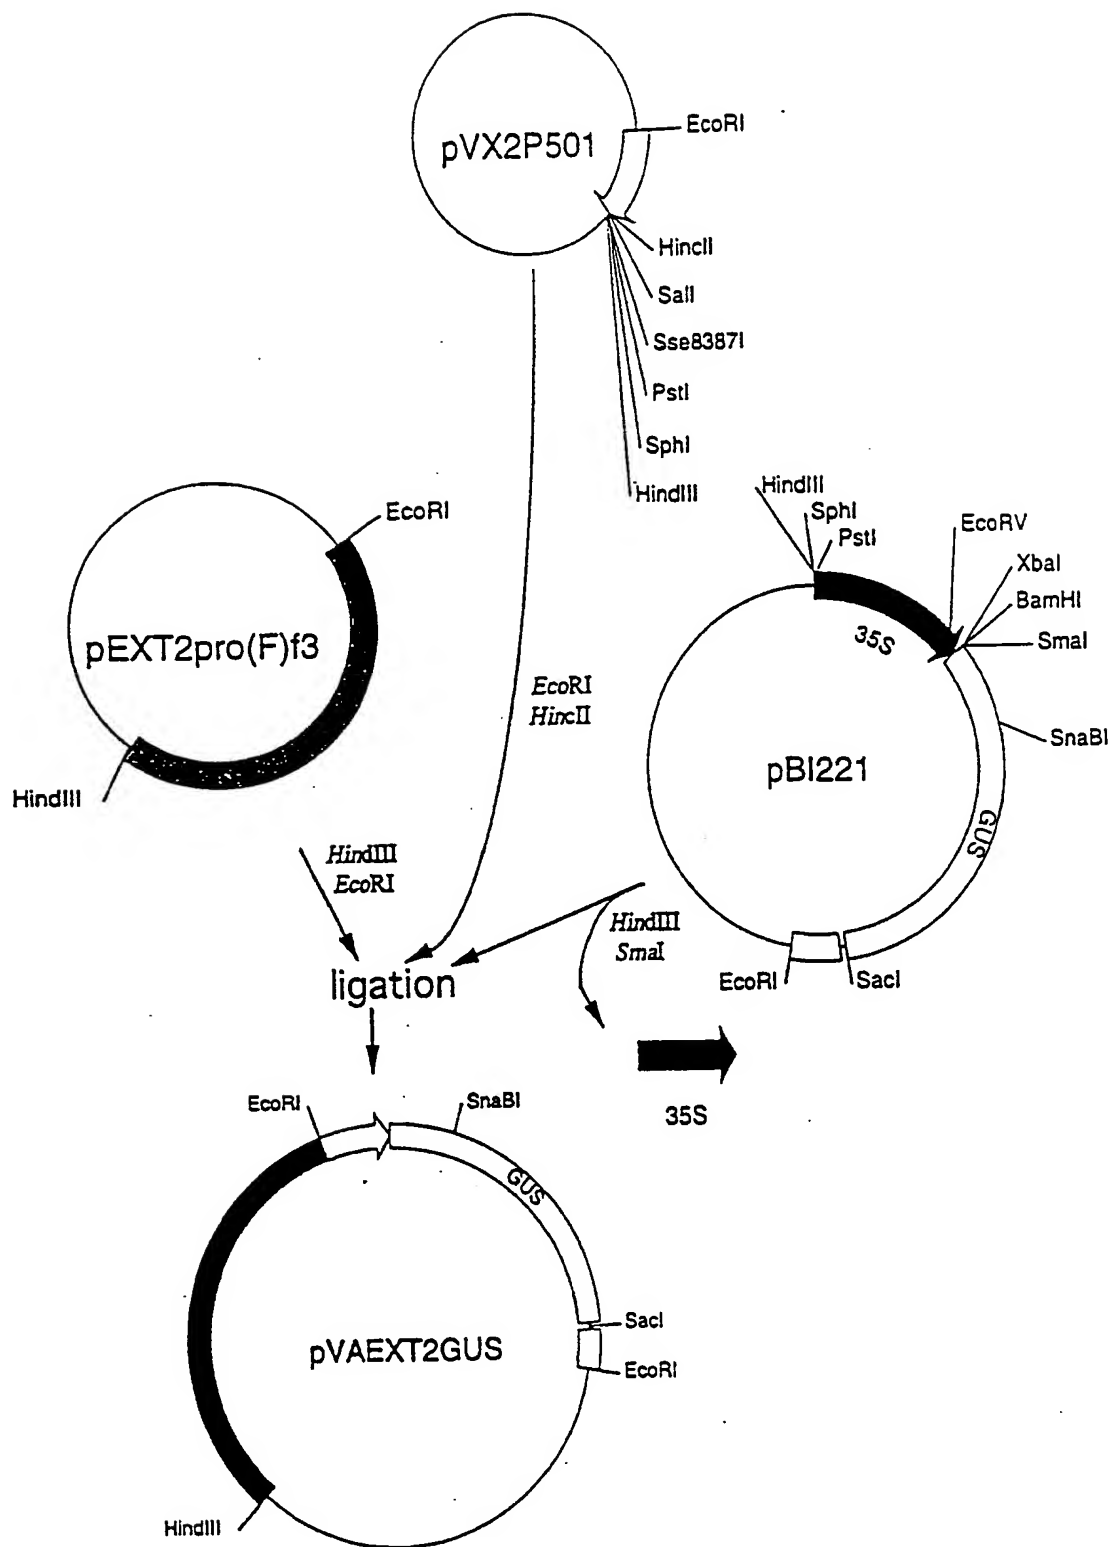 pVX2P501
EcoRI
HincII
SalI
Sse8387I
PstI
SphI
HindIII
pEXT2pro(F)f3
EcoRI
HindIII
HindIII
SphI
PstI
EcoRV
XbaI
BamHI
SmaI
35S
SnaBI
pBI221
GUS
EcoRI
SacI
EcoRI
HincII
HindIII
EcoRI
HindIII
SmaI
ligation
35S
EcoRI
SnaBI
GUS
SacI
EcoRI
pVAEXT2GUS
HindIII